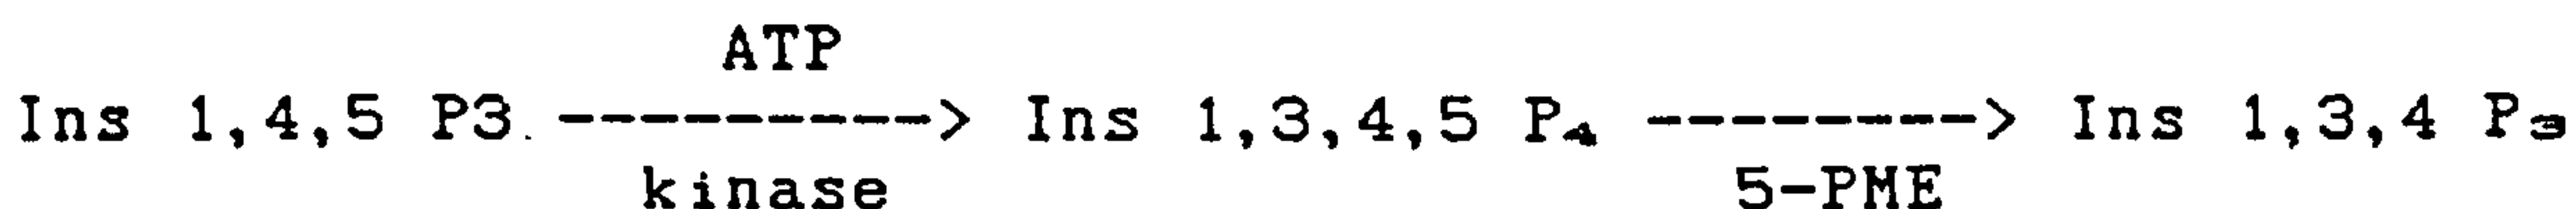 ATP
Ins 1,4,5 P3. ---------> Ins 1,3,4,5 P₄ --------> Ins 1,3,4 P₃
kinase 5-PME